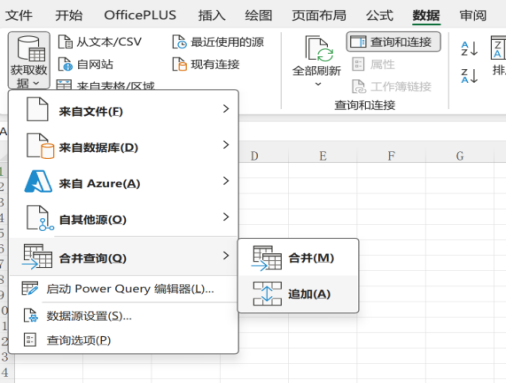 文件 开始 OfficePLUS 插入 绘图 页面布局 公式 数据 审阅
从文本/CSV 最近使用的源 查询和连接
自网站 现有连接 属性
获取数据 来自表格/区域 全部刷新 工作簿链接
查询和连接
来自文件(F)
来自数据库(D)
来自 Azure(A)
自其他源(O)
合并查询(Q)
启动 Power Query 编辑器(L)...
数据源设置(S)...
查询选项(P)
合并(M)
追加(A)
D E F G